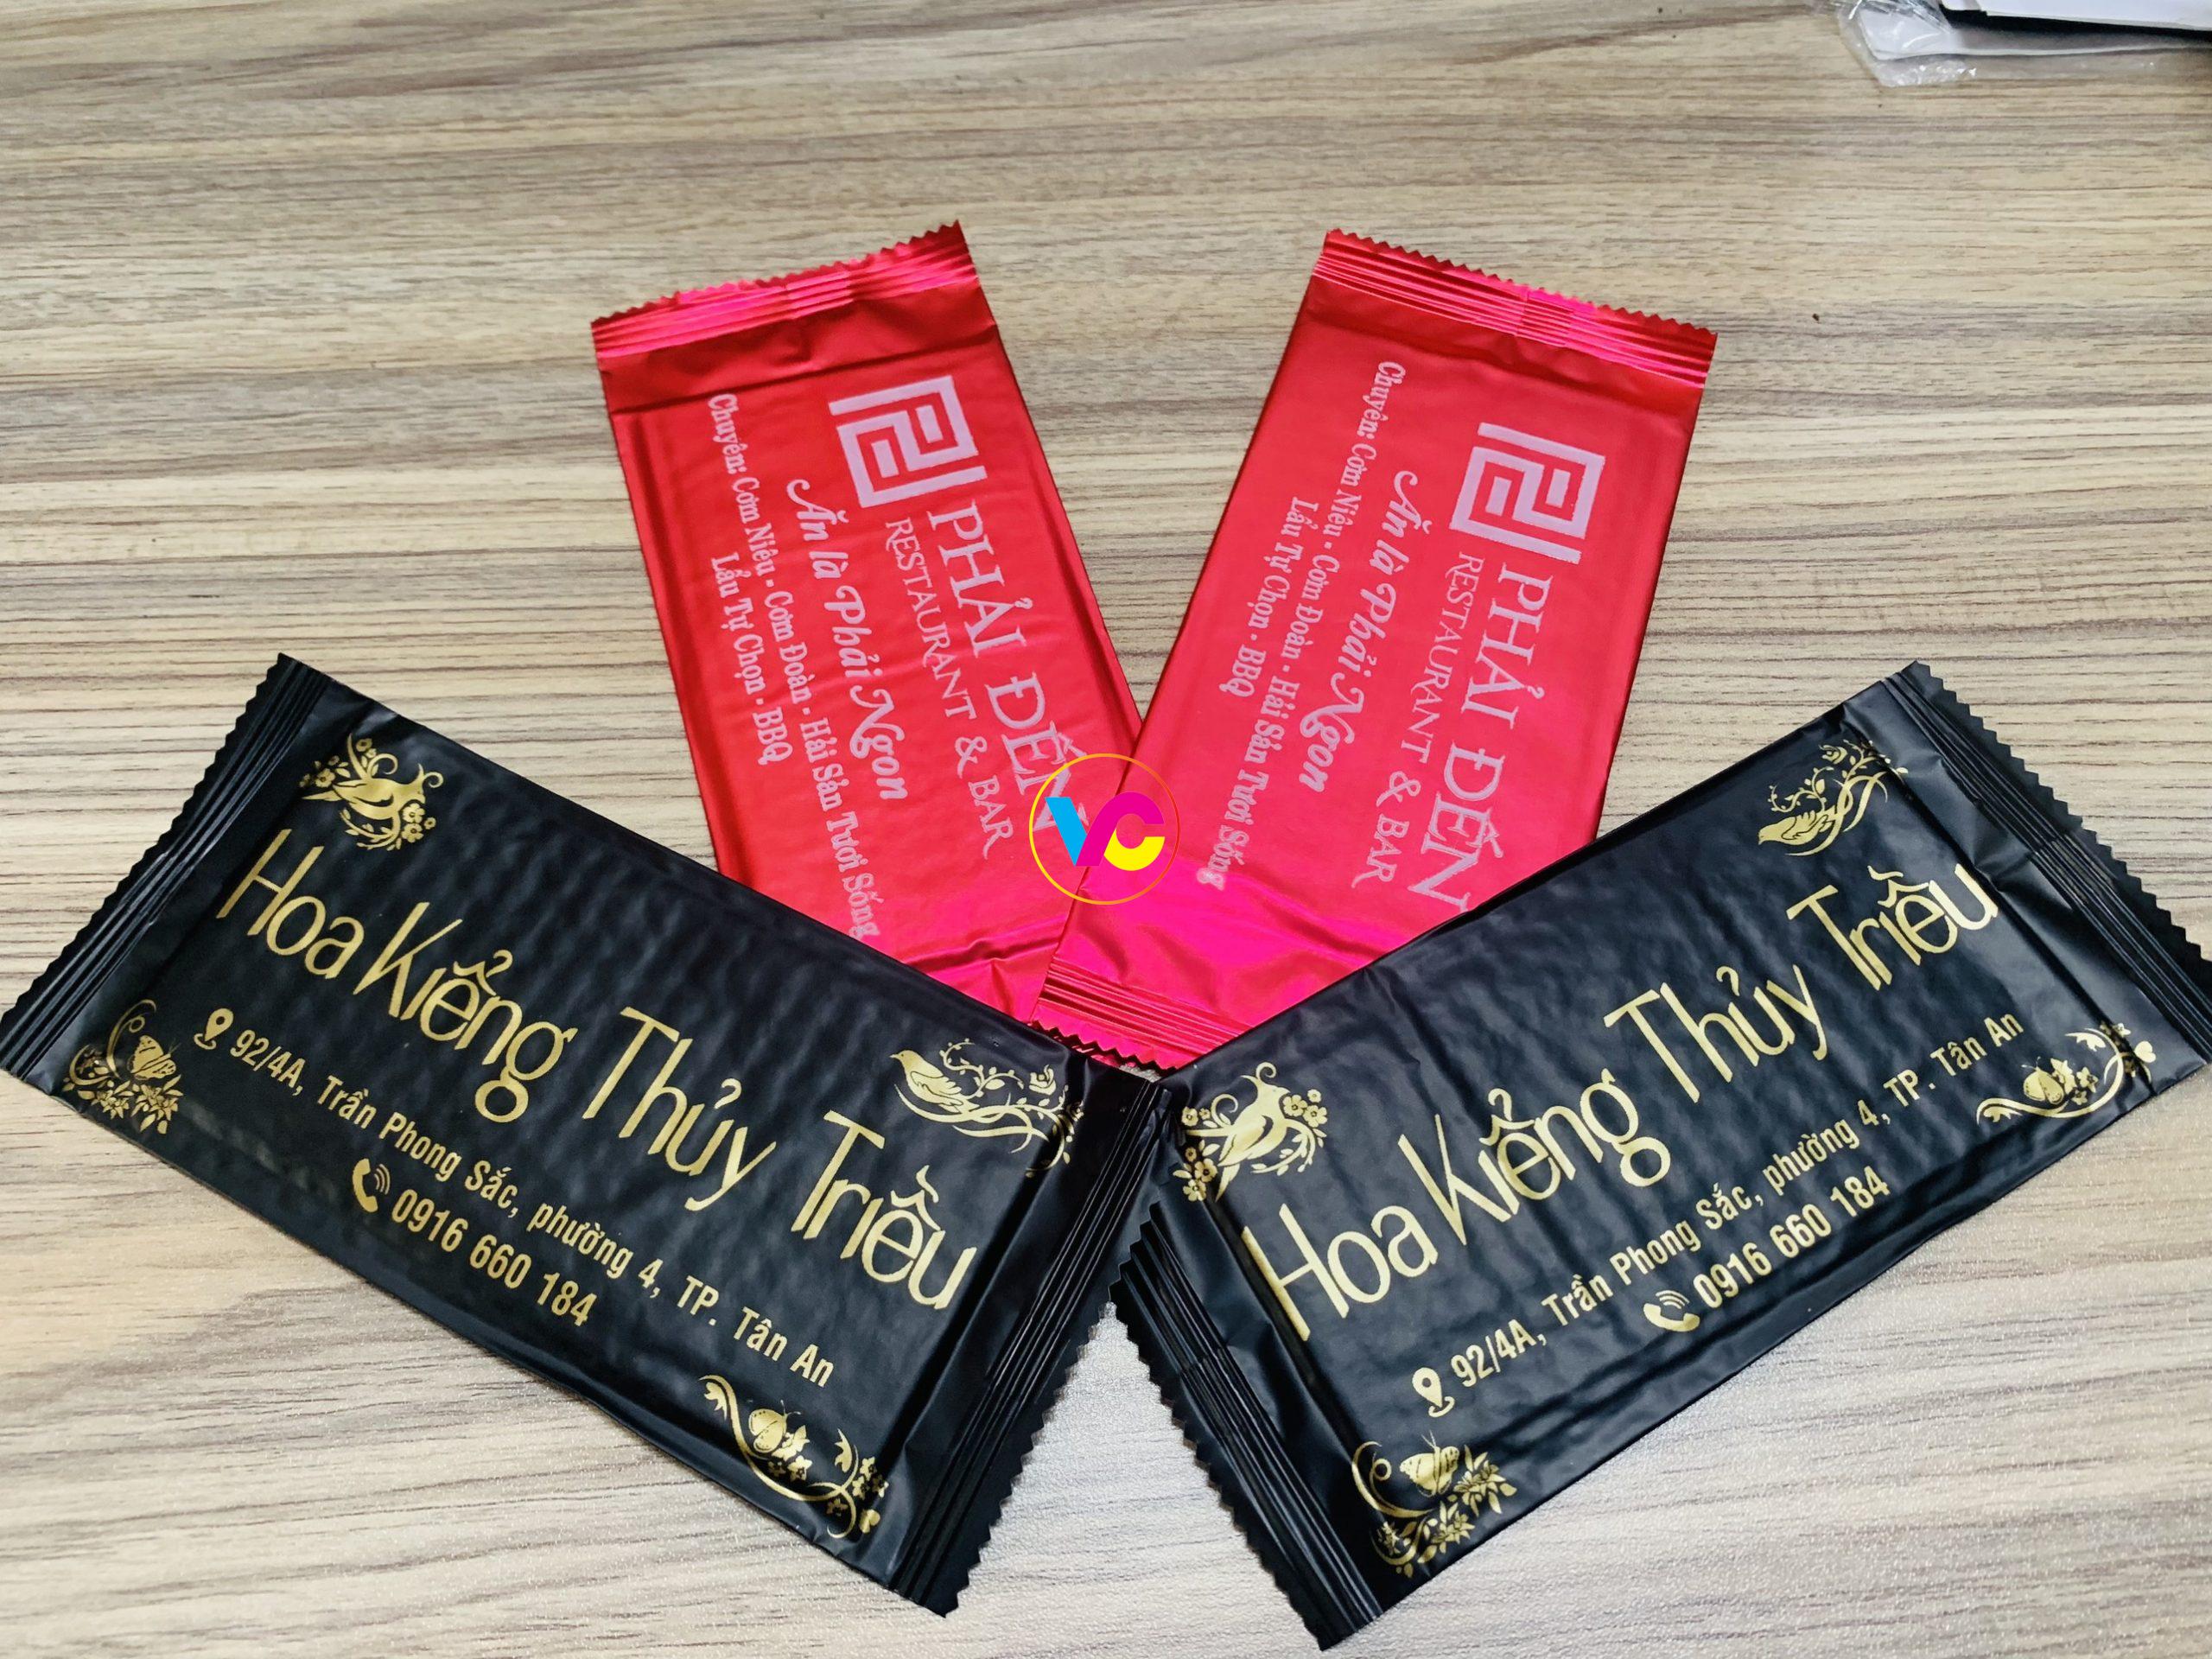 PHẢI ĐẾN
RESTAURANT & BAR
Ăn là Phải Ngon
Chuyên: Cơm Niêu - Cơm Đoàn - Hải Sản Tươi Sống
Lẩu Tự Chọn - BBQ
PHẢI ĐẾN
RESTAURANT & BAR
Ăn là Phải Ngon
Chuyên: Cơm Niêu - Cơm Đoàn - Hải Sản Tươi Sống
Lẩu Tự Chọn - BBQ
VC
Hoa Kiểng Thủy Triều
92/4A, Trần Phong Sắc, phường 4, TP. Tân An
0916 660 184
Hoa Kiểng Thủy Triều
92/4A, Trần Phong Sắc, phường 4, TP. Tân An
0916 660 184